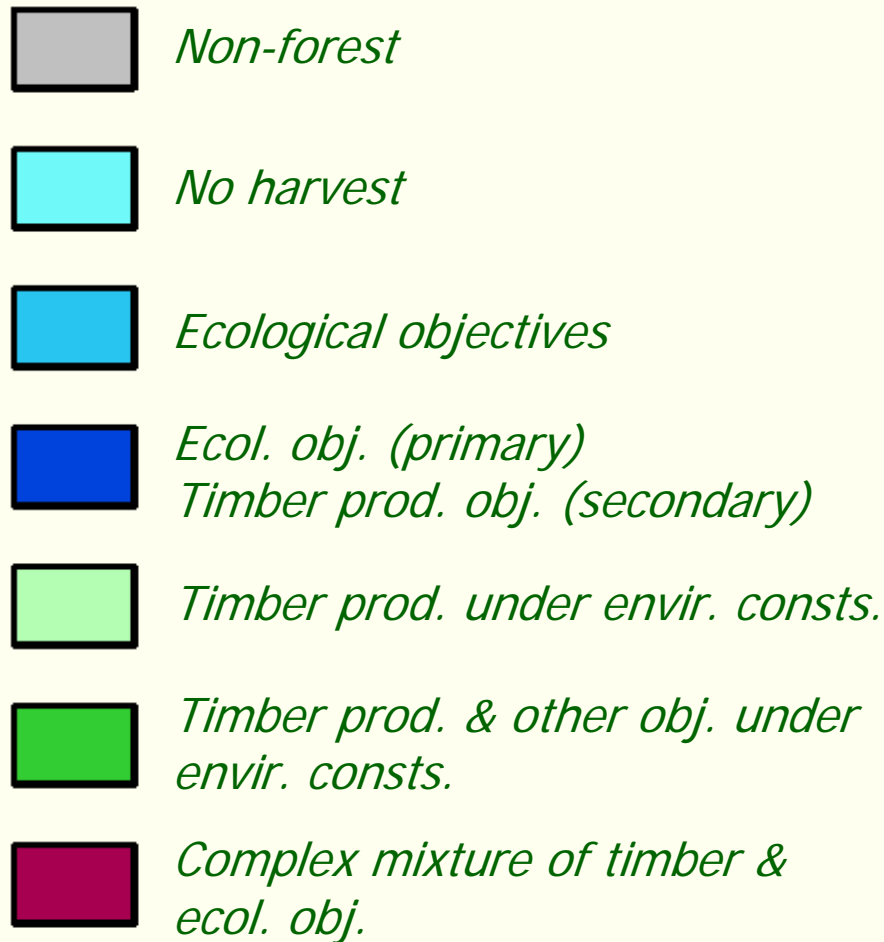 Non-forest
No harvest
Ecological objectives
Ecol. obj. (primary)
Timber prod. obj. (secondary)
Timber prod. under envir. consts.
Timber prod. & other obj. under
envir. consts.
Complex mixture of timber &
ecol. obj.